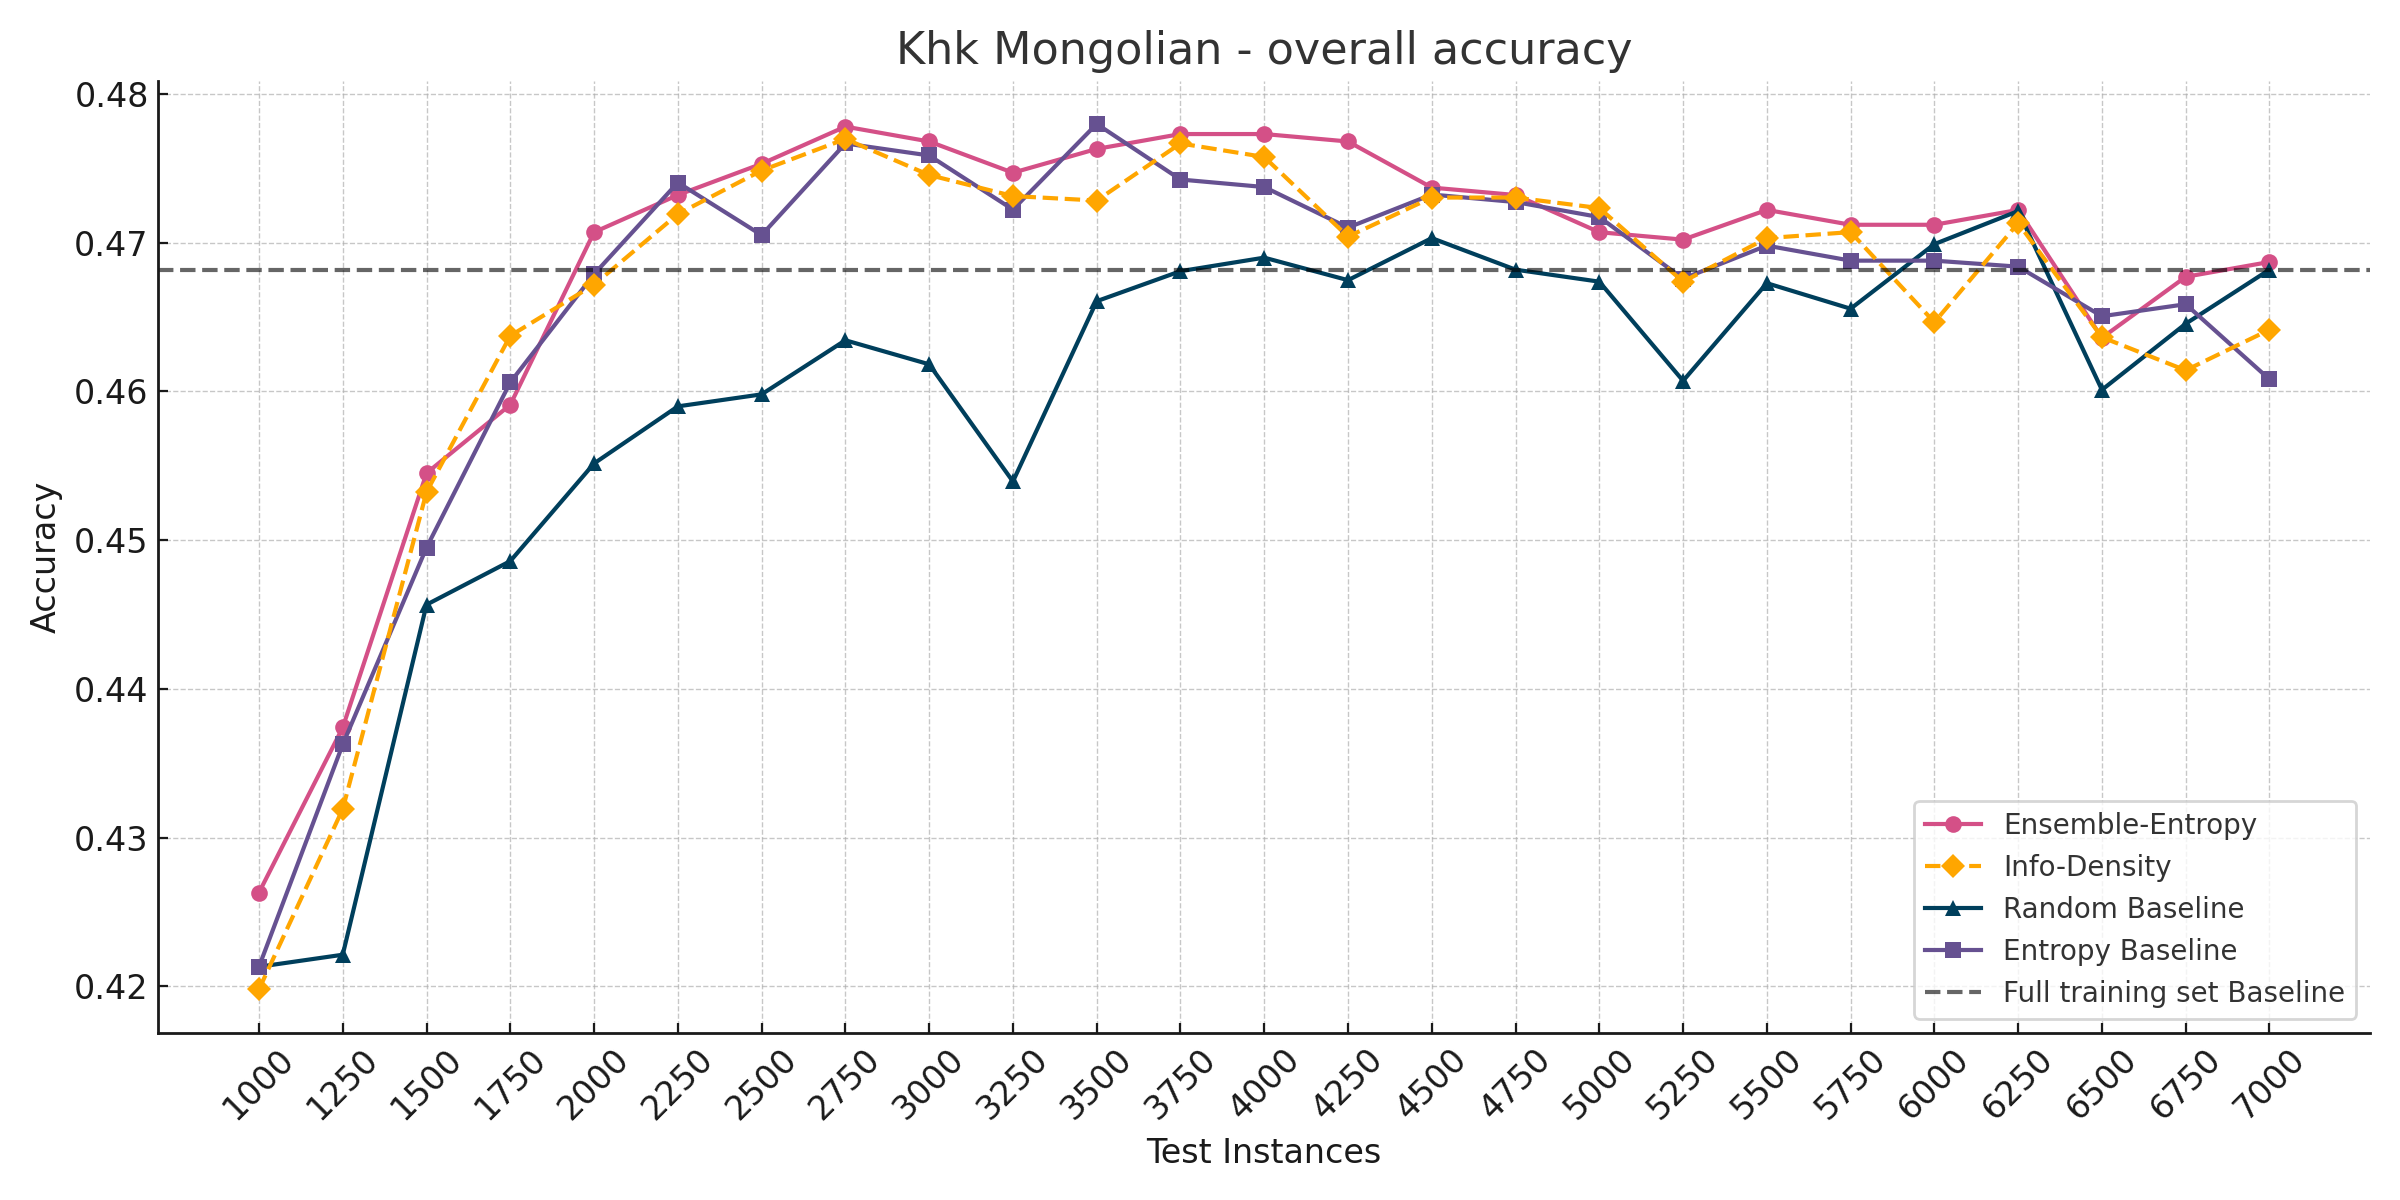 Khk Mongolian - overall accuracy
0.48
0.47
0.46
0.45
0.44
0.43
0.42
Accuracy
Ensemble-Entropy
Info-Density
Random Baseline
Entropy Baseline
Full training set Baseline
1000 1250 1500 1750 2000 2250 2500 2750 3000 3250 3500 3750 4000 4250 4500 4750 5000 5250 5500 5750 6000 6250 6500 6750 7000
Test Instances